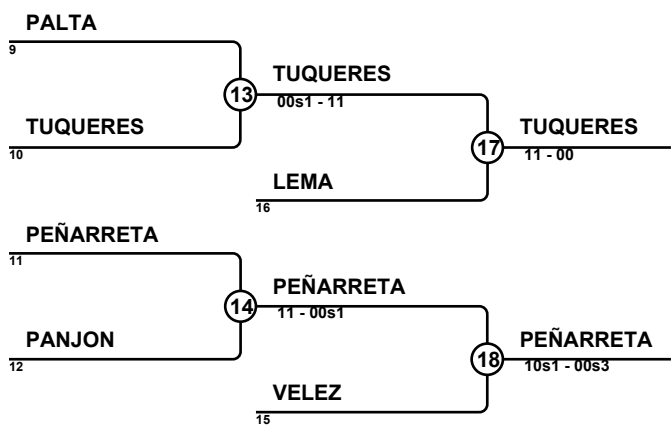 PALTA
9
13
TUQUERES
00s1 - 11
TUQUERES
10
17
TUQUERES
11 - 00
LEMA
16
PEÑARRETA
11
14
PEÑARRETA
11 - 00s1
PANJON
12
18
PEÑARRETA
10s1 - 00s3
VELEZ
15